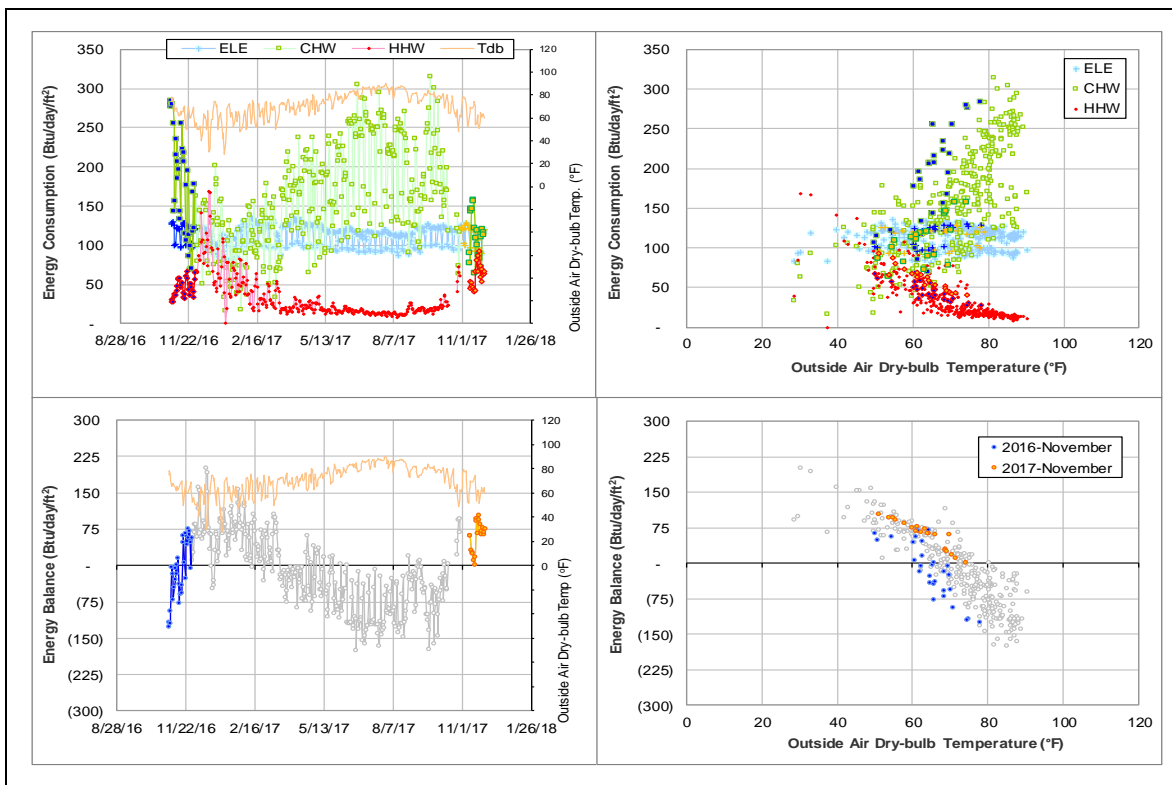 ELE CHW HHW Tdb
Energy Consumption (Btu/day/ft²)
350
300
250
200
150
100
50
-
120
100
80
60
40
20
0
Outside Air Dry-bulb Temp. (°F)
8/28/16 11/22/16 2/16/17 5/13/17 8/7/17 11/1/17 1/26/18
ELE
CHW
HHW
Energy Consumption (Btu/day/ft²)
350
300
250
200
150
100
50
-
0 20 40 60 80 100 120
Outside Air Dry-bulb Temperature (°F)
Energy Balance (Btu/day/ft²)
300
225
150
75
-
(75)
(150)
(225)
(300)
120
100
80
60
40
20
0
Outside Air Dry-bulb Temp (°F)
8/28/16 11/22/16 2/16/17 5/13/17 8/7/17 11/1/17 1/26/18
2016-November
2017-November
Energy Balance (Btu/day/ft²)
300
225
150
75
-
(75)
(150)
(225)
(300)
0 20 40 60 80 100 120
Outside Air Dry-bulb Temperature (°F)